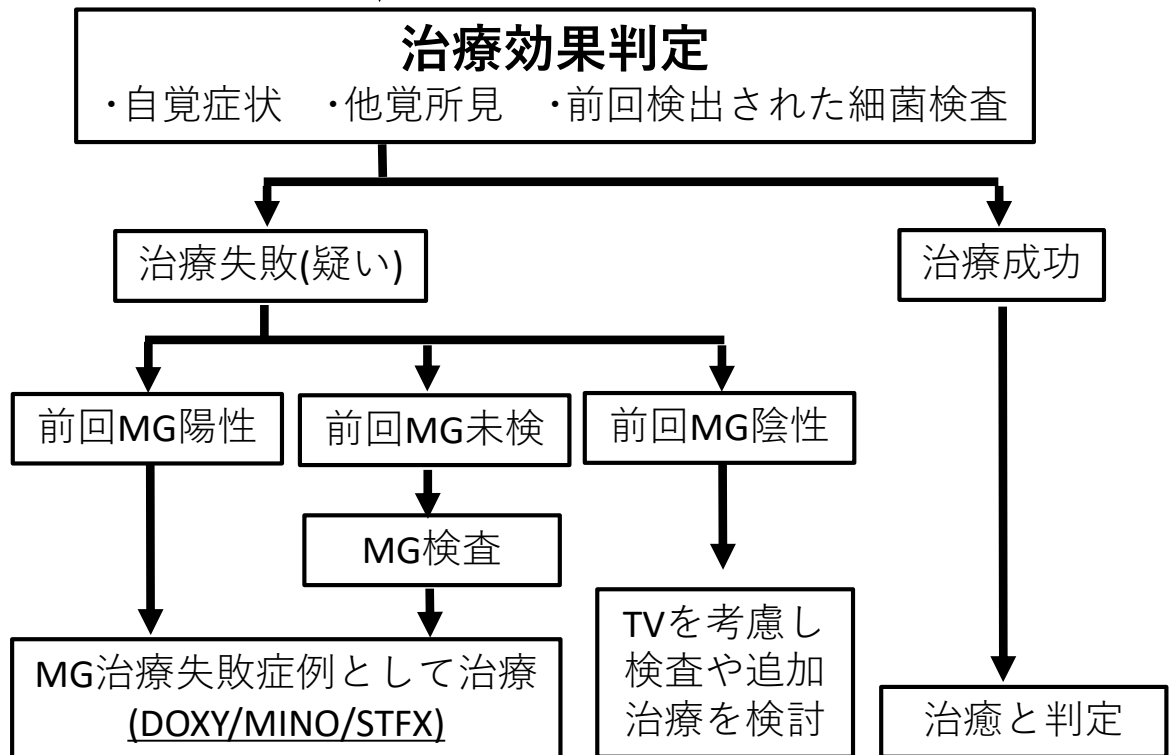 治療効果判定
・自覚症状 ・他覚所見 ・前回検出された細菌検査
治療失敗(疑い)
治療成功
前回MG陽性
前回MG未検
前回MG陰性
MG検査
MG治療失敗症例として治療
(DOXY/MINO/STFX)
TVを考慮し
検査や追加
治療を検討
治癒と判定